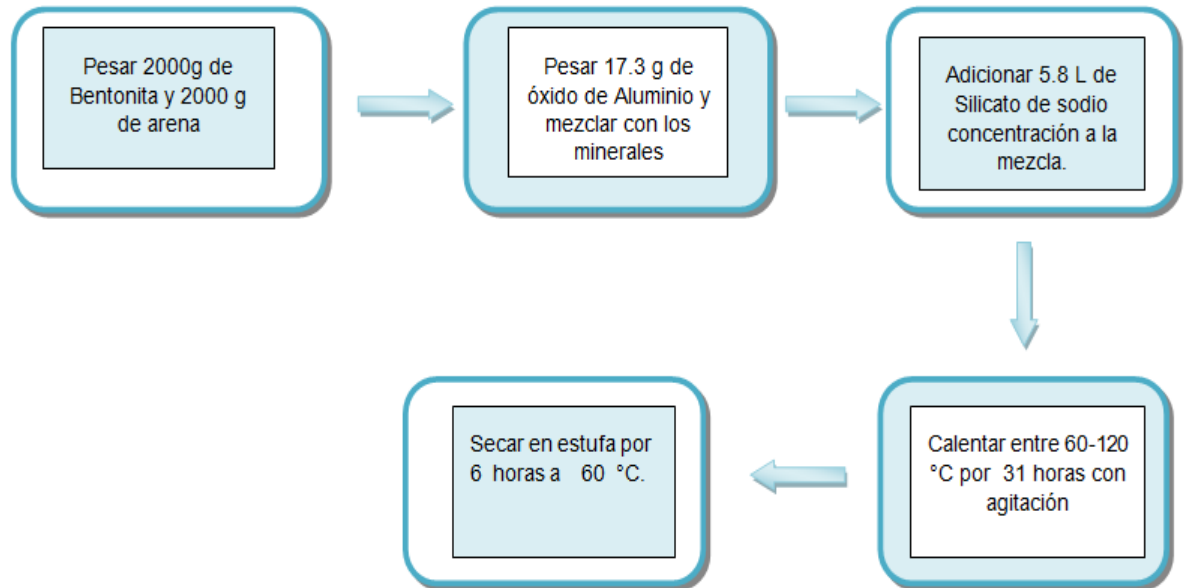 Pesar 2000g de
Bentonita y 2000 g
de arena
Pesar 17.3 g de
óxido de Aluminio y
mezclar con los
minerales
Adicionar 5.8 L de
Silicato de sodio
concentración a la
mezcla.
Calentar entre 60-120
°C por 31 horas con
agitación
Secar en estufa por
6 horas a 60 °C.